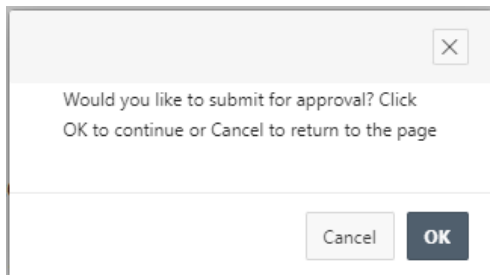 Would you like to submit for approval? Click
OK to continue or Cancel to return to the page
Cancel
OK